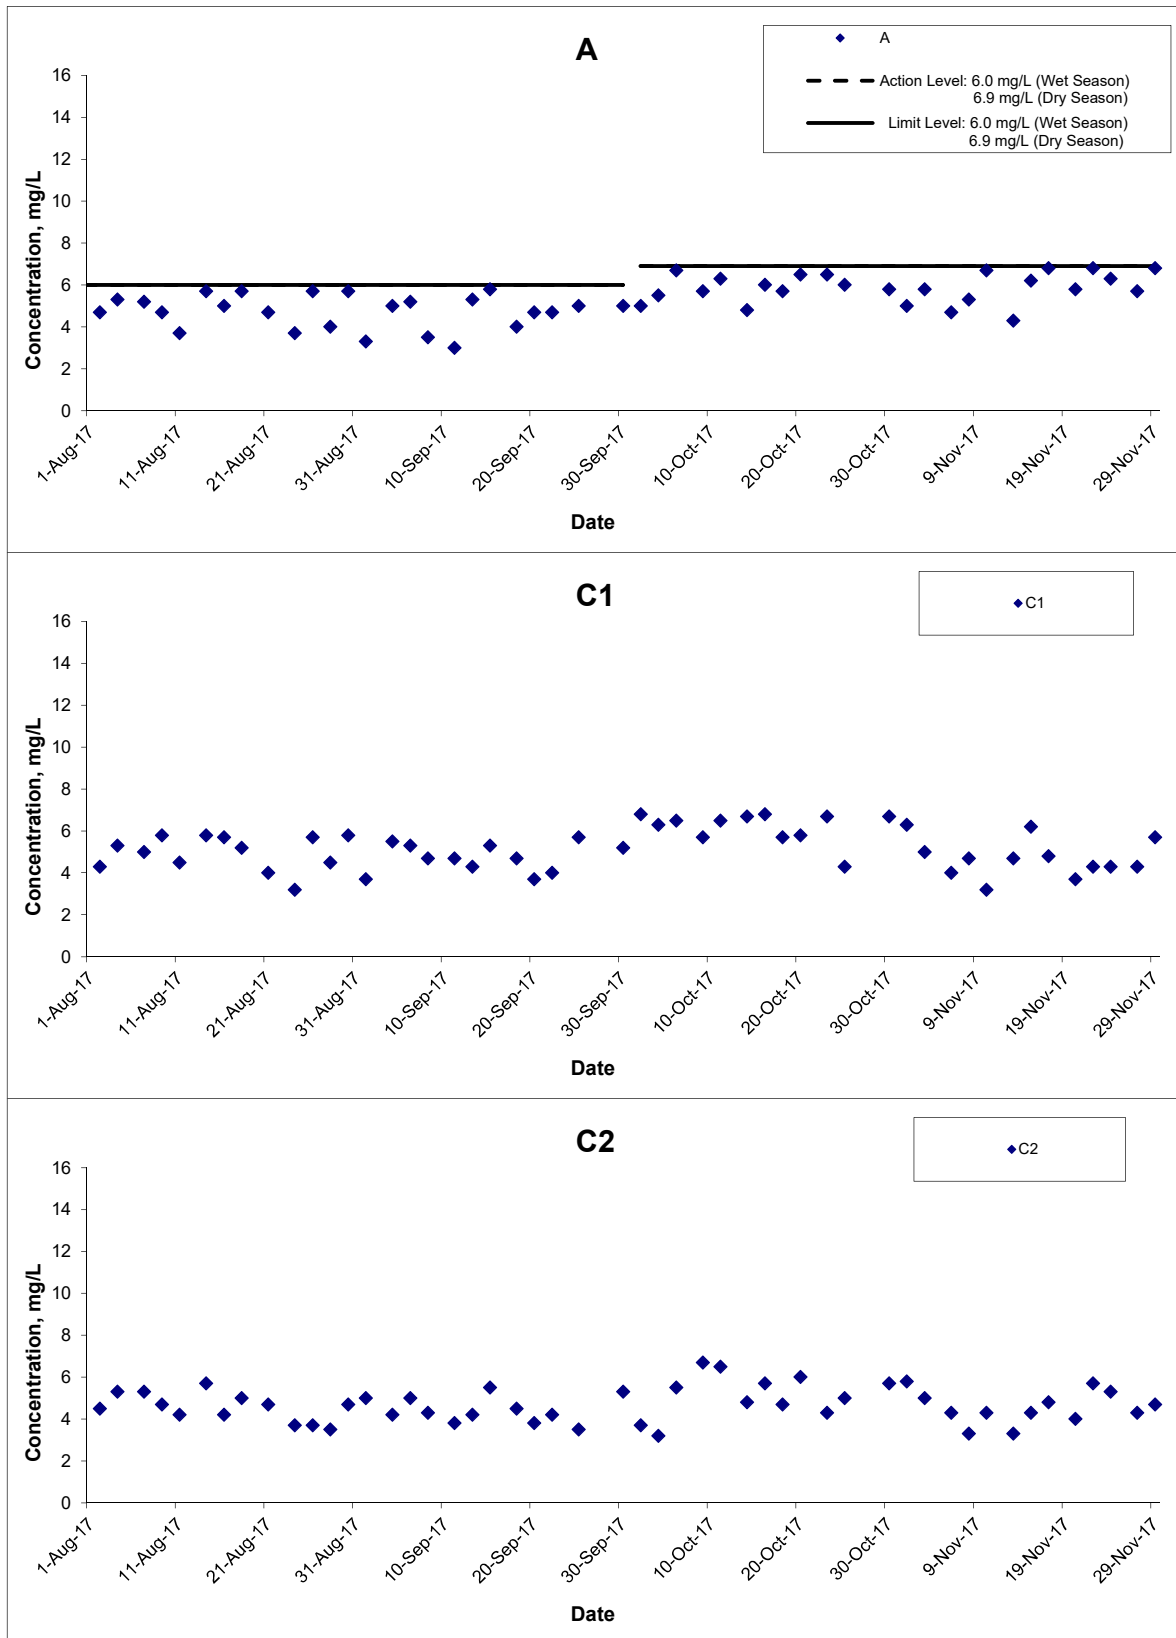 A
A
Action Level: 6.0 mg/L (Wet Season)
6.9 mg/L (Dry Season)
Limit Level: 6.0 mg/L (Wet Season)
6.9 mg/L (Dry Season)
Concentration, mg/L
16
14
12
10
8
6
4
2
0
1-Aug-17
11-Aug-17
21-Aug-17
31-Aug-17
10-Sep-17
20-Sep-17
30-Sep-17
10-Oct-17
20-Oct-17
30-Oct-17
9-Nov-17
19-Nov-17
29-Nov-17
Date
C1
C1
Concentration, mg/L
16
14
12
10
8
6
4
2
0
1-Aug-17
11-Aug-17
21-Aug-17
31-Aug-17
10-Sep-17
20-Sep-17
30-Sep-17
10-Oct-17
20-Oct-17
30-Oct-17
9-Nov-17
19-Nov-17
29-Nov-17
Date
C2
C2
Concentration, mg/L
16
14
12
10
8
6
4
2
0
1-Aug-17
11-Aug-17
21-Aug-17
31-Aug-17
10-Sep-17
20-Sep-17
30-Sep-17
10-Oct-17
20-Oct-17
30-Oct-17
9-Nov-17
19-Nov-17
29-Nov-17
Date